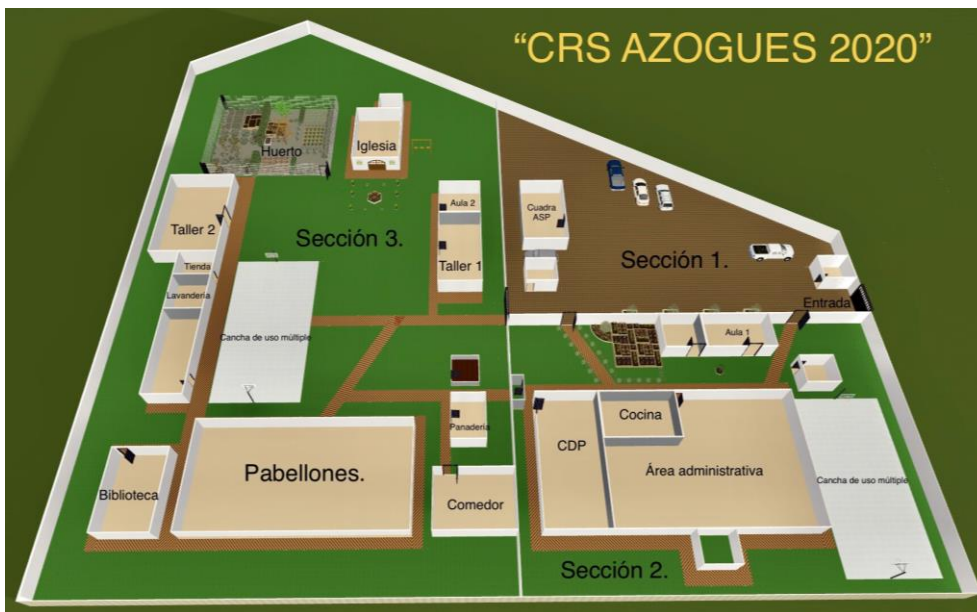 “CRS AZOGUES 2020”
Huerto
Iglesia
Taller 2
Aula 2
Cuadra
ASP
Sección 3.
Taller 1
Sección 1.
Tienda
Lavandería
Entrada
Cancha de uso múltiple
Aula 1
Panadería
Cocina
CDP
Área administrativa
Pabellones.
Biblioteca
Comedor
Cancha de uso múltiple
Sección 2.